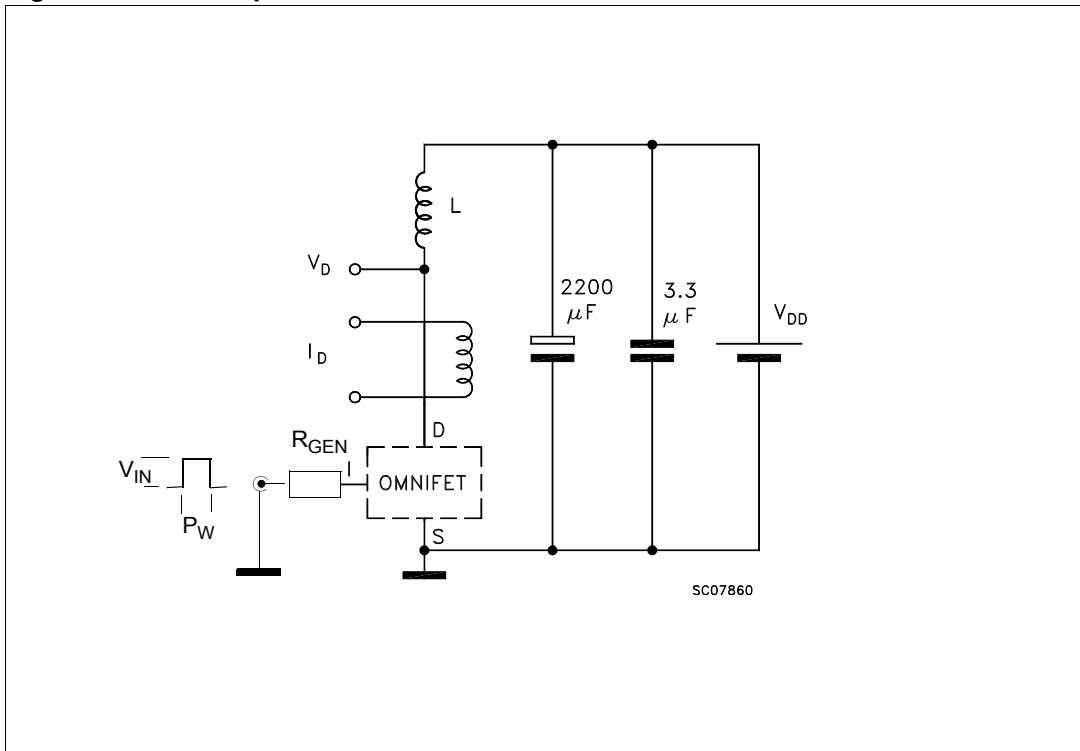 L
V_D
2200
µF
3.3
µF
V_DD
I_D
D
R_GEN
I
V_IN
OMNIFET
P_W
S
SC07860